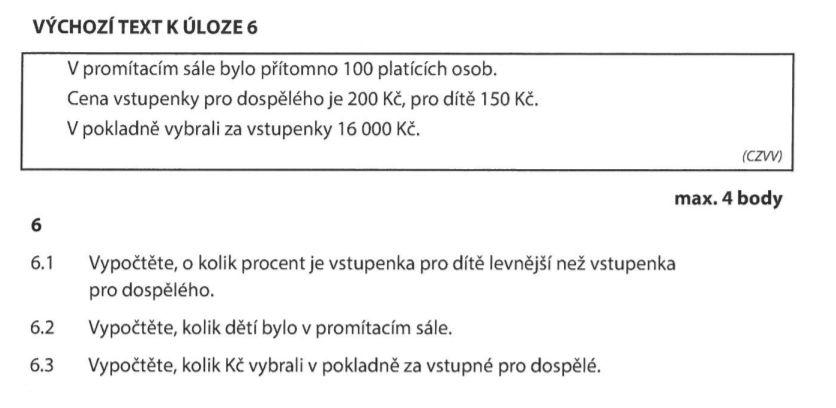 VÝCHOZÍ TEXT K ÚLOZE 6
V promítacím sále bylo přítomno 100 platících osob.
Cena vstupenky pro dospělého je 200 Kč, pro dítě 150 Kč.
V pokladně vybrali za vstupenky 16 000 Kč.
(CZVV)
max. 4 body
6
6.1 Vypočtěte, o kolik procent je vstupenka pro dítě levnější než vstupenka
pro dospělého.
6.2 Vypočtěte, kolik dětí bylo v promítacím sále.
6.3 Vypočtěte, kolik Kč vybrali v pokladně za vstupné pro dospělé.